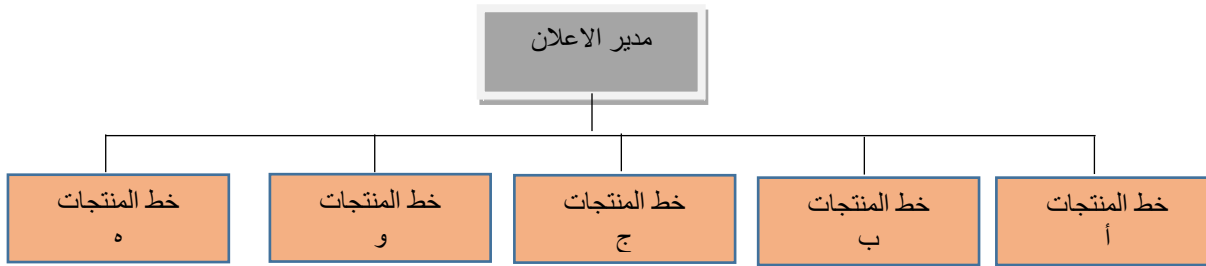 مدير الاعلان
خط المنتجات
أ
خط المنتجات
ب
خط المنتجات
ج
خط المنتجات
و
خط المنتجات
ه